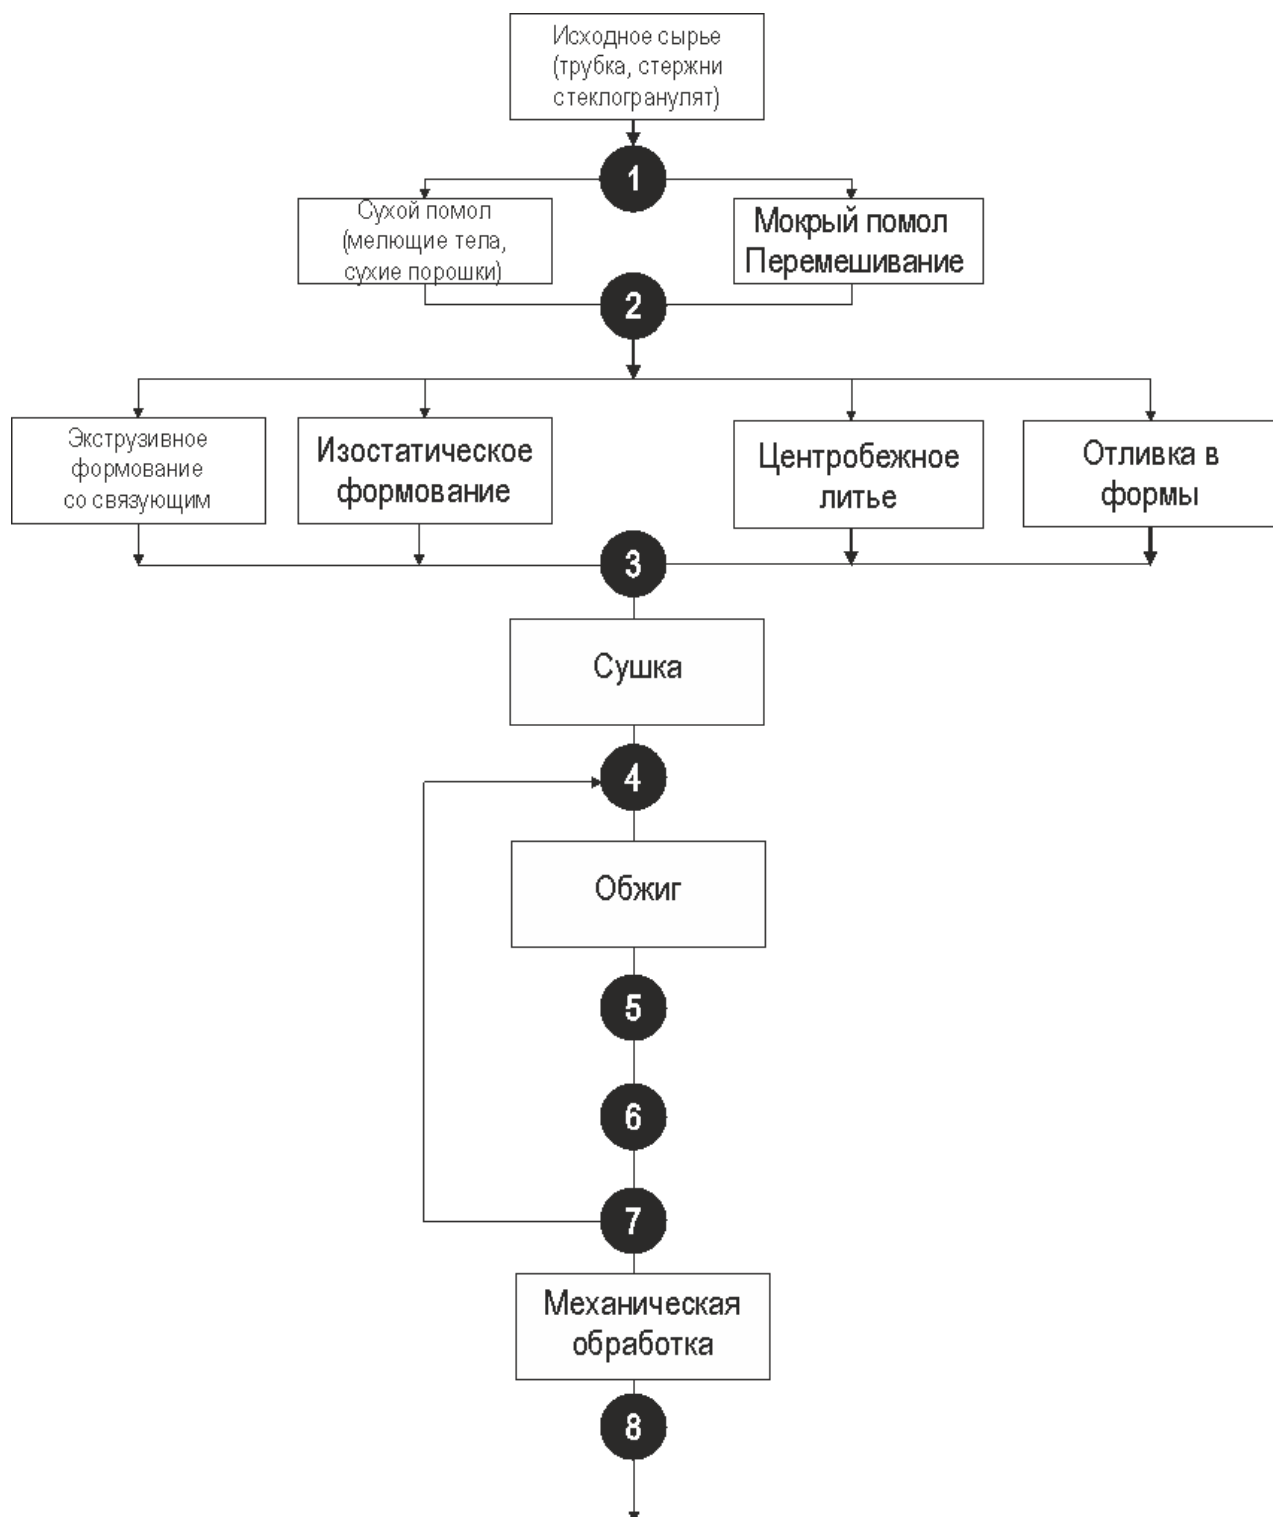 Исходное сырье
(трубка, стержни
стеклогранулят)
1
Сухой помол
(мелющие тела,
сухие порошки)
Мокрый помол
Перемешивание
2
Экструзивное
формование
со связующим
Изостатическое
формование
Центробежное
литье
Отливка в
формы
3
Сушка
4
Обжиг
5
6
7
Механическая
обработка
8